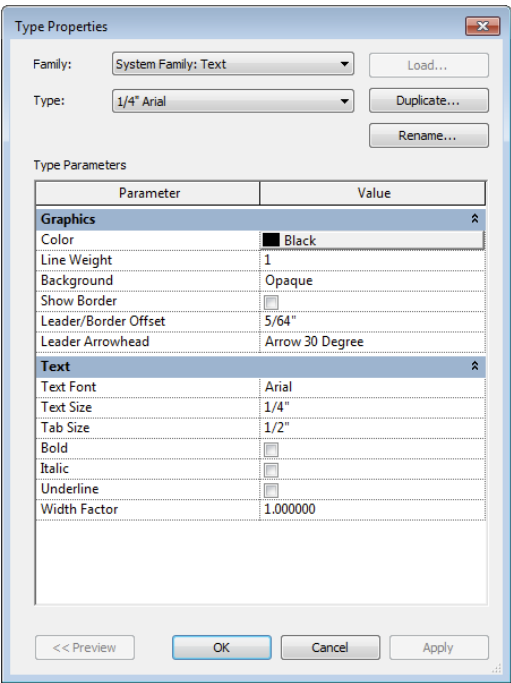 Type Properties
Family: System Family: Text Load...
Type: 1/4" Arial Duplicate...
Rename...
Type Parameters
Parameter Value
Graphics
Color Black
Line Weight 1
Background Opaque
Show Border
Leader/Border Offset 5/64"
Leader Arrowhead Arrow 30 Degree
Text
Text Font Arial
Text Size 1/4"
Tab Size 1/2"
Bold
Italic
Underline
Width Factor 1.000000
<< Preview OK Cancel Apply